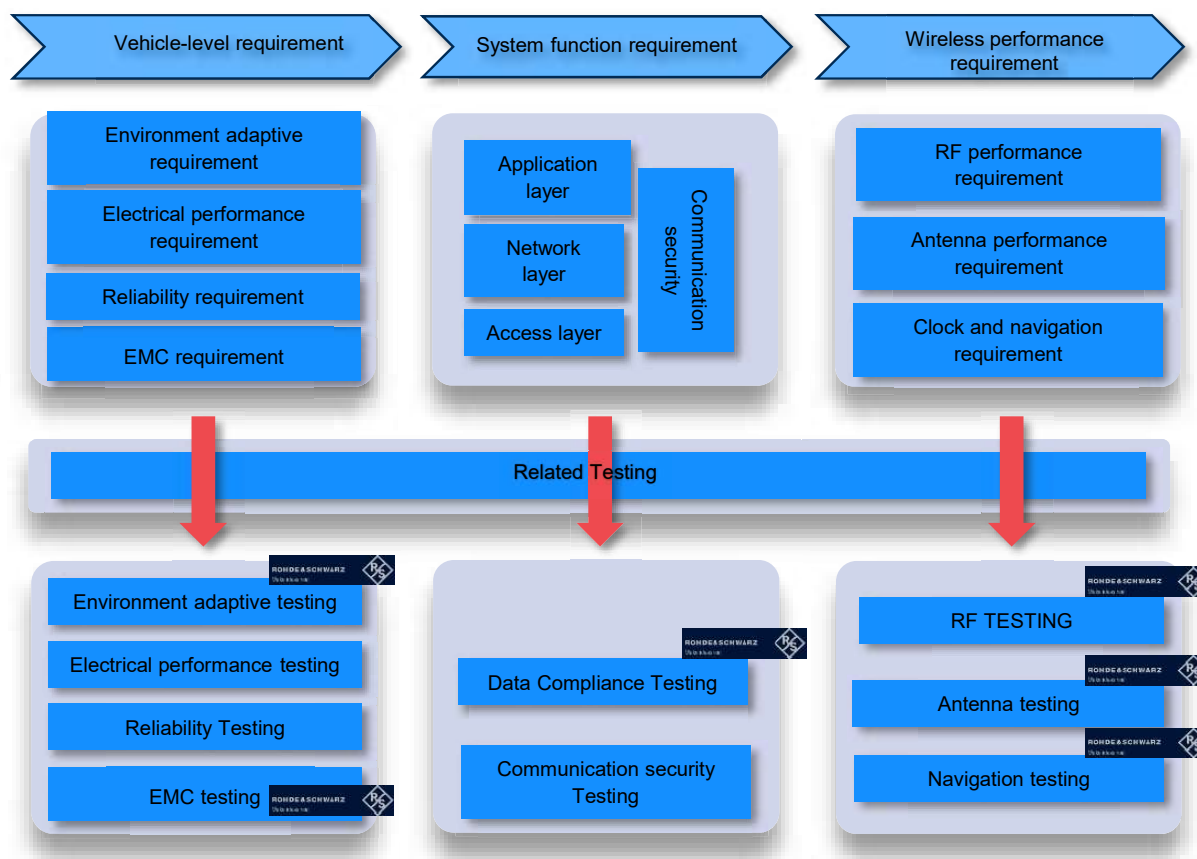 Vehicle-level requirement
System function requirement
Wireless performance
requirement
Environment adaptive
requirement
Electrical performance
requirement
Reliability requirement
EMC requirement
Application
layer
Network
layer
Access layer
Communication
security
RF performance
requirement
Antenna performance
requirement
Clock and navigation
requirement
Related Testing
ROHDE&SCHWARZ
R&S
Environment adaptive testing
Electrical performance testing
Reliability Testing
EMC testing
ROHDE&SCHWARZ
R&S
ROHDE&SCHWARZ
R&S
Data Compliance Testing
Communication security
Testing
ROHDE&SCHWARZ
RF TESTING
ROHDE&SCHWARZ
Antenna testing
ROHDE&SCHWARZ
Navigation testing